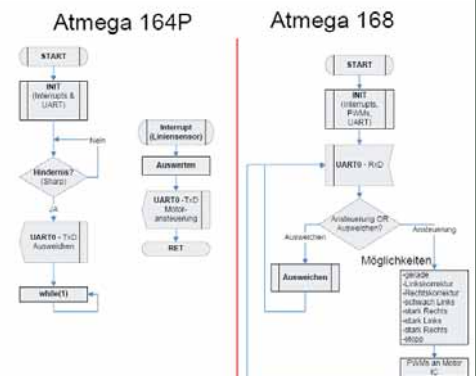 Atmega 164P
START
INIT
(Interrupts &
UART)
Nein
Hindernis?
(Sharp)
JA
UART0 - TxD
Ausweichen
while(1)
Interrupt
(Liniensensor)
Auswerten
UART0 -TxD
Motor-
ansteuerung
RET
Atmega 168
START
INIT
(Interrupts,
PWMs,
UART)
UART0 - RxD
Ansteuerung OR
Ausweichen?
Ausweichen
Ansteuerung
Ausweichen
Möglichkeiten
-gerade
-Linkskorrektur
-Rechtskorrektur
-schwach Links
-stark Rechts
-stark Links
-stark Rechts
-stopp
PWMs an Motor
IC